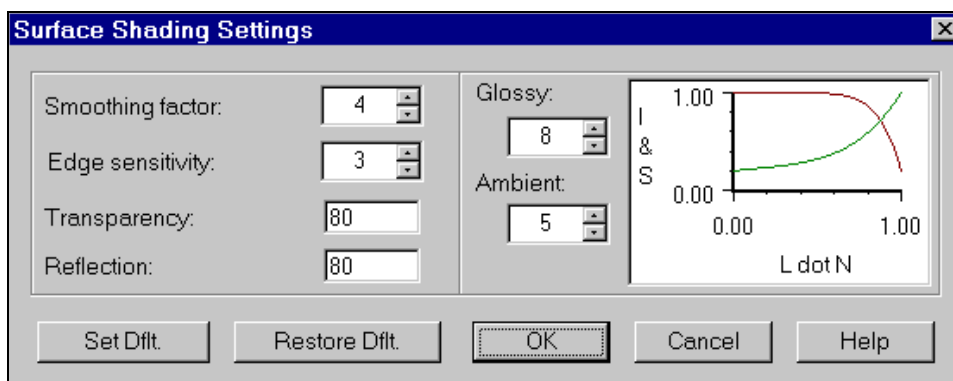 Surface Shading Settings
Smoothing factor: 4
Edge sensitivity: 3
Transparency: 80
Reflection: 80
Glossy:
8
Ambient:
5
I & S
1.00
0.00
0.00 1.00
L dot N
Set Dflt. Restore Dflt. OK Cancel Help